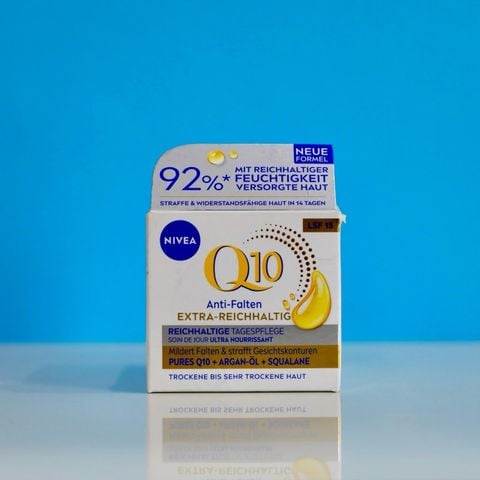 NEUE
FORMEL
92%*
MIT REICHHALTIGER
FEUCHTIGKEIT
VERSORGTE HAUT
STRAFFE & WIDERSTANDSFÄHIGE HAUT IN 14 TAGEN
NIVEA
LSF 15
Q10
Anti-Falten
EXTRA-REICHHALTIG
REICHHALTIGE TAGESPFLEGE
SOIN DE JOUR ULTRA NOURRISSANT
Mildert Falten & strafft Gesichtskonturen
PURES Q10 + ARGAN-ÖL + SQUALANE
TROCKENE BIS SEHR TROCKENE HAUT